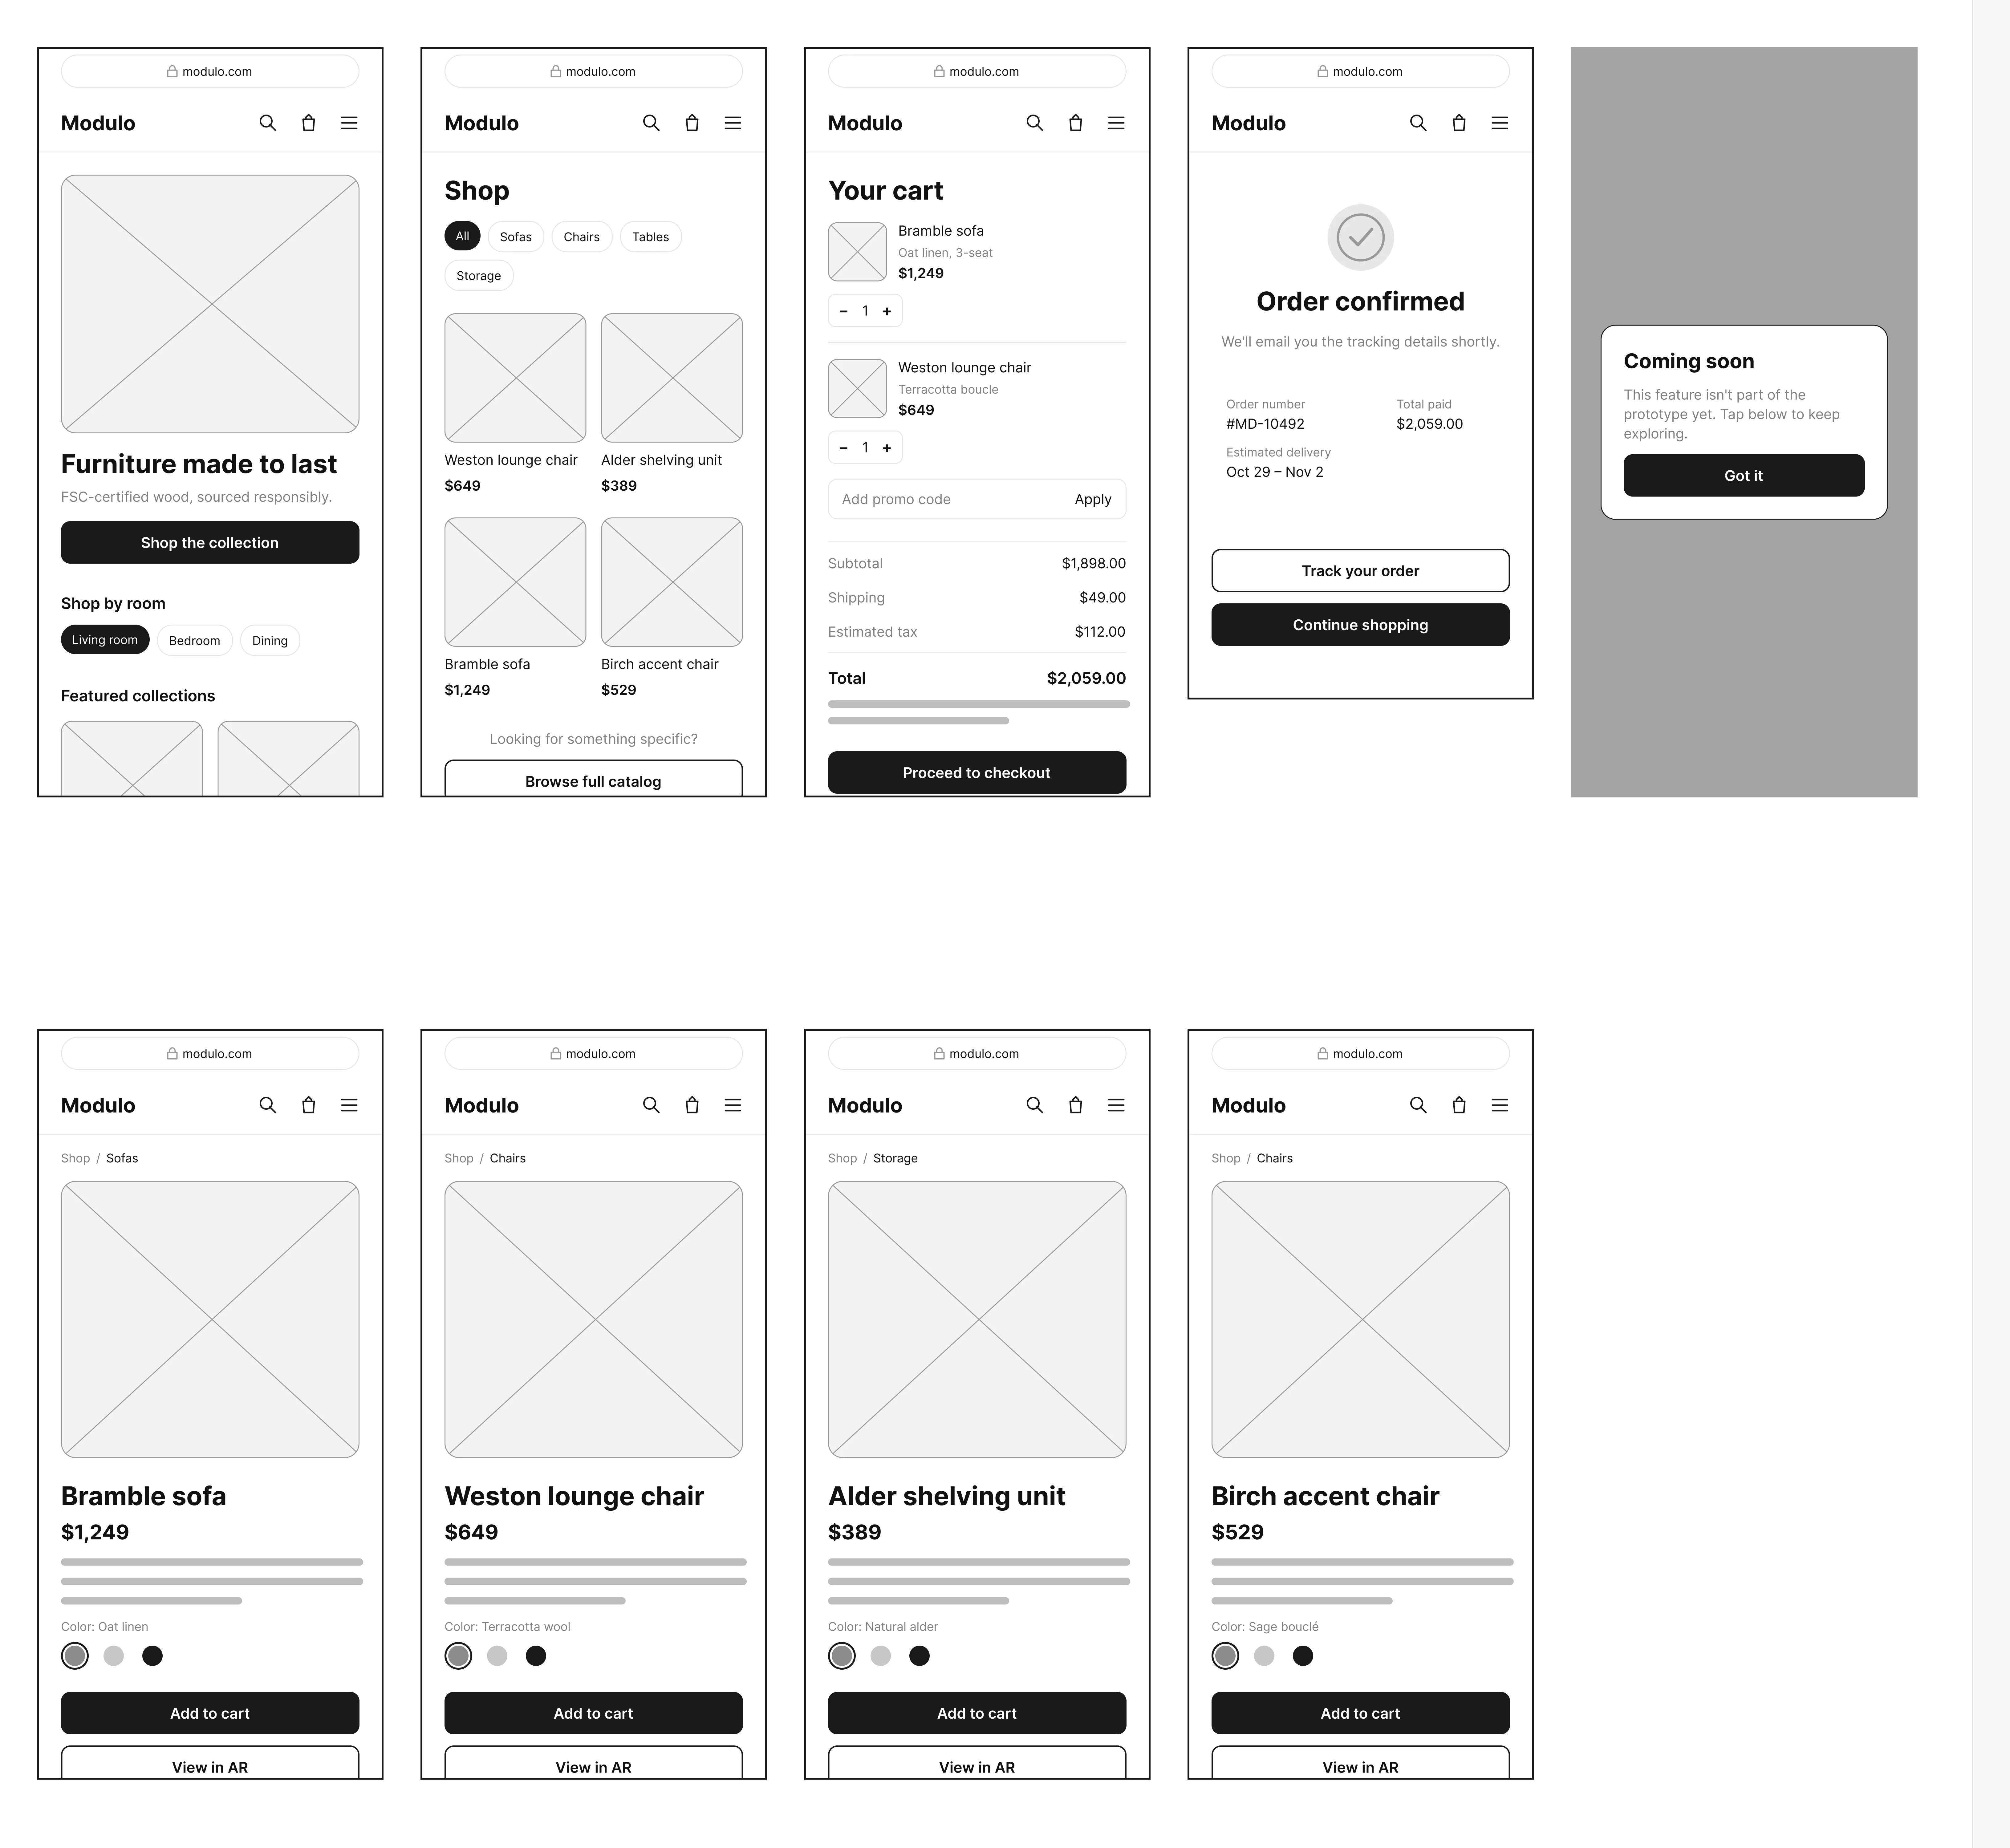 modulo.com
Modulo
Furniture made to last
FSC-certified wood, sourced responsibly.
Shop the collection
Shop by room
Living room
Bedroom
Dining
Featured collections
modulo.com
Modulo
Shop
All
Sofas
Chairs
Tables
Storage
Weston lounge chair
$649
Alder shelving unit
$389
Bramble sofa
$1,249
Birch accent chair
$529
Looking for something specific?
Browse full catalog
modulo.com
Modulo
Your cart
Bramble sofa
Oat linen, 3-seat
$1,249
− 1 +
Weston lounge chair
Terracotta boucle
$649
− 1 +
Add promo code
Apply
Subtotal $1,898.00
Shipping $49.00
Estimated tax $112.00
Total $2,059.00
Proceed to checkout
modulo.com
Modulo
Order confirmed
We'll email you the tracking details shortly.
Order number
#MD-10492
Total paid
$2,059.00
Estimated delivery
Oct 29 – Nov 2
Track your order
Continue shopping
Coming soon
This feature isn't part of the
prototype yet. Tap below to keep
exploring.
Got it
modulo.com
Modulo
Shop / Sofas
Bramble sofa
$1,249
Color: Oat linen
Add to cart
View in AR
modulo.com
Modulo
Shop / Chairs
Weston lounge chair
$649
Color: Terracotta wool
Add to cart
View in AR
modulo.com
Modulo
Shop / Storage
Alder shelving unit
$389
Color: Natural alder
Add to cart
View in AR
modulo.com
Modulo
Shop / Chairs
Birch accent chair
$529
Color: Sage bouclé
Add to cart
View in AR